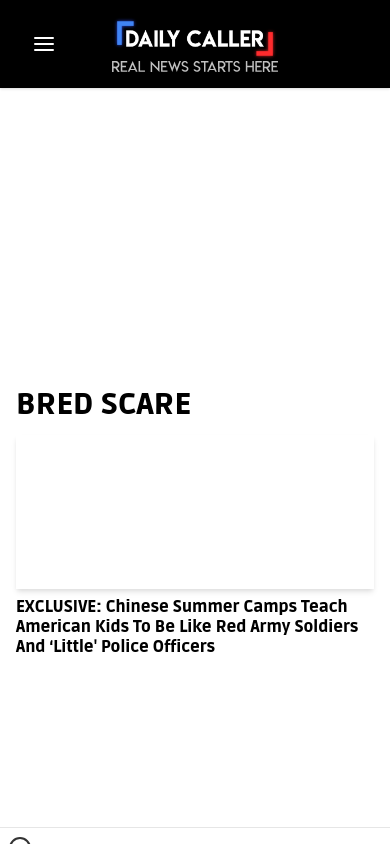 DAILY CALLER
REAL NEWS STARTS HERE
BRED SCARE
EXCLUSIVE: Chinese Summer Camps Teach
American Kids To Be Like Red Army Soldiers
And ‘Little’ Police Officers